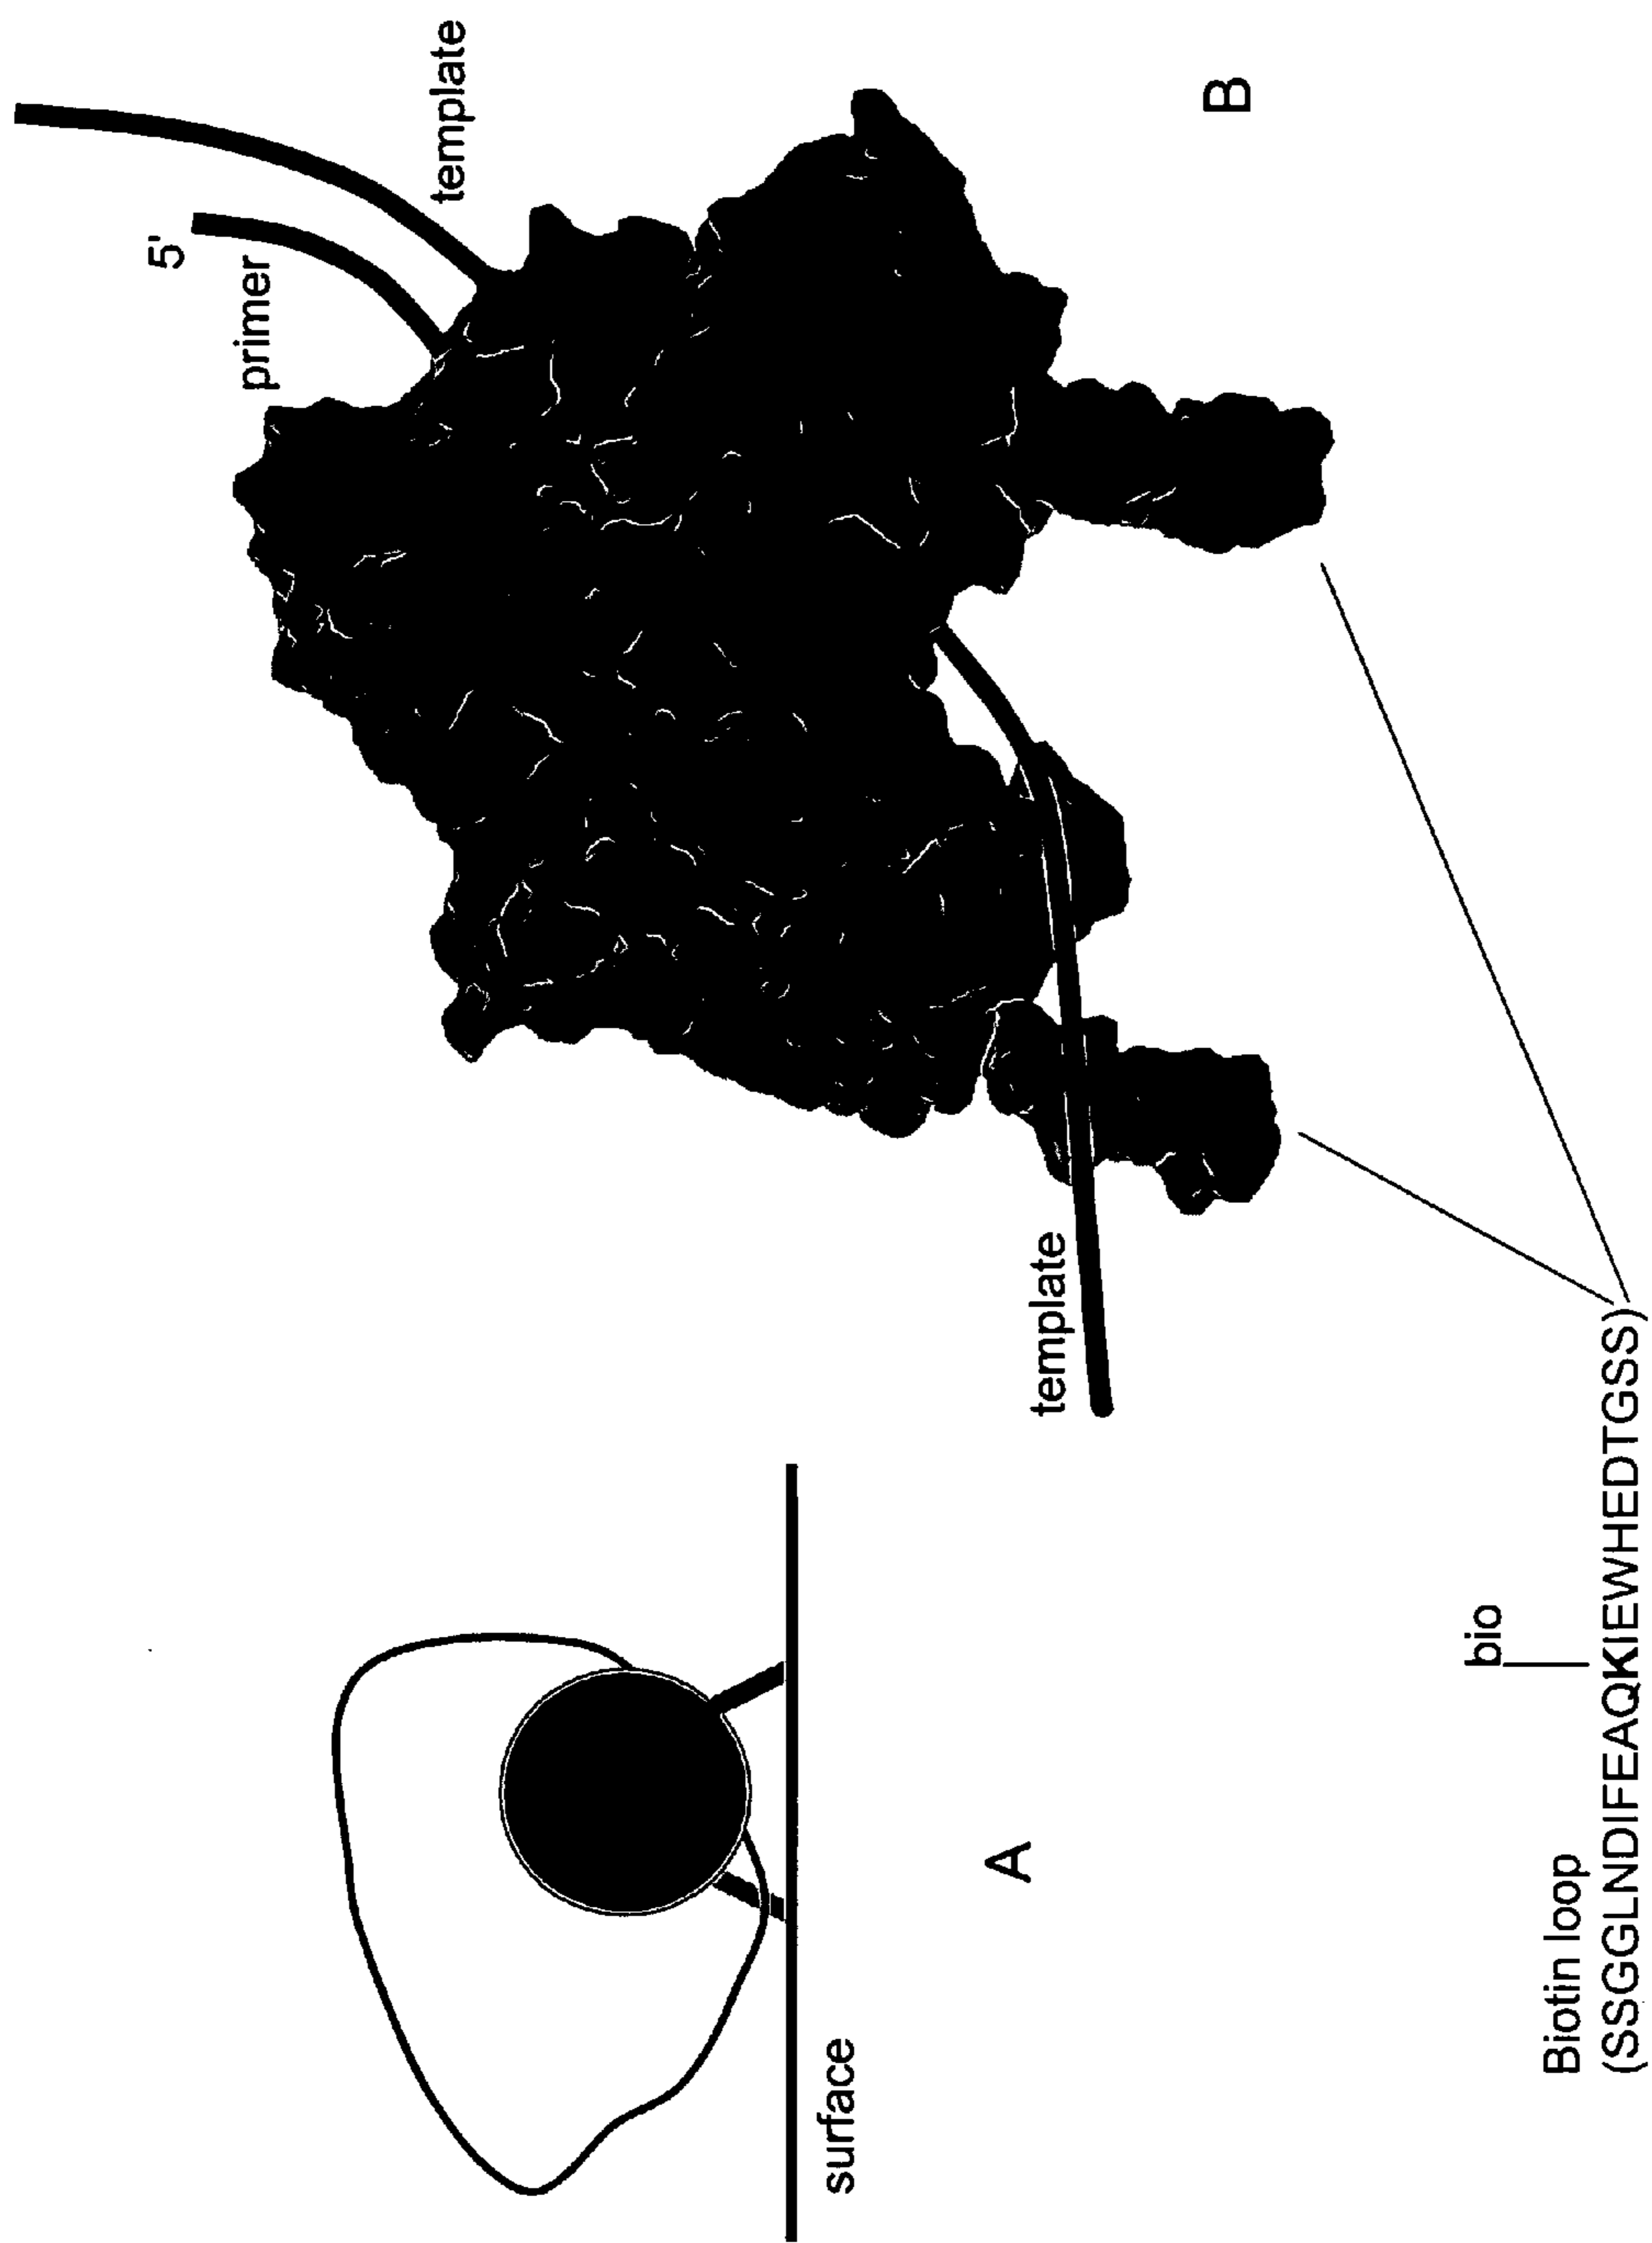 surface
A
template
primer
5'
template
B
Biotin loop
bio
(SSGGLNDIFEAQKIEWHEDTGSS)